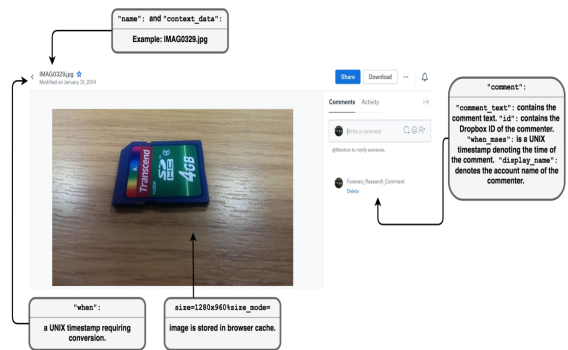 "name": and "context_data":
Example: IMAG0329.jpg
IMAG0329.jpg
Modified on January 31, 2014
Share
Download
Comments
Activity
Write a comment
@Mention to notify someone.
Forensic_Research_Comment
Delete
Transcend
SD
HC
4
4GB
"comment":
"comment_text": contains the
comment text. "id": contains the
Dropbox ID of the commenter.
"when_mses": is a UNIX
timestamp denoting the time of
the comment. "display_name":
denotes the account name of the
commenter.
"when":
a UNIX timestamp requiring
conversion.
size=1280x960%size_mode=
image is stored in browser cache.